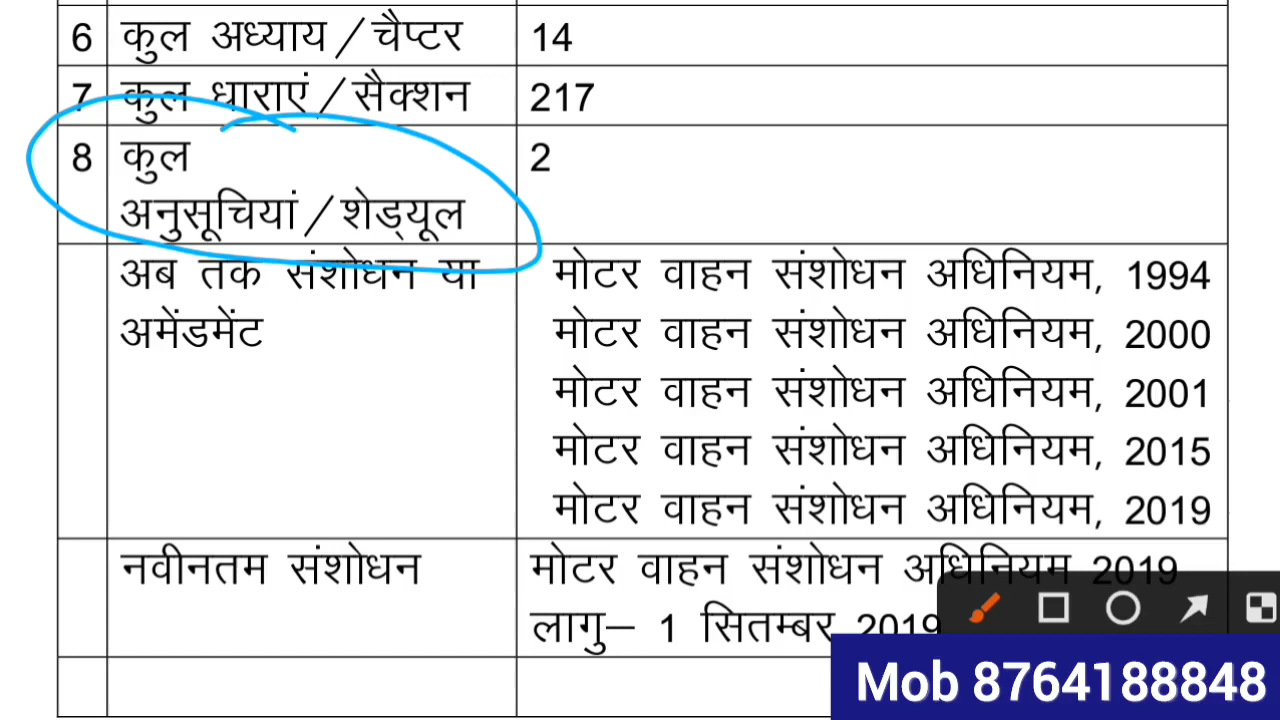 6 कुल अध्याय/चैप्टर 14
7 कुल धाराएं/सैक्शन 217
8 कुल 2
अनुसूचियां/शेड्यूल
अब तक संशोधन या मोटर वाहन संशोधन अधिनियम, 1994
अमेंडमेंट मोटर वाहन संशोधन अधिनियम, 2000
मोटर वाहन संशोधन अधिनियम, 2001
मोटर वाहन संशोधन अधिनियम, 2015
मोटर वाहन संशोधन अधिनियम, 2019
नवीनतम संशोधन मोटर वाहन संशोधन अधिनियम 2019
लागु– 1 सितम्बर 2019
Mob 8764188848